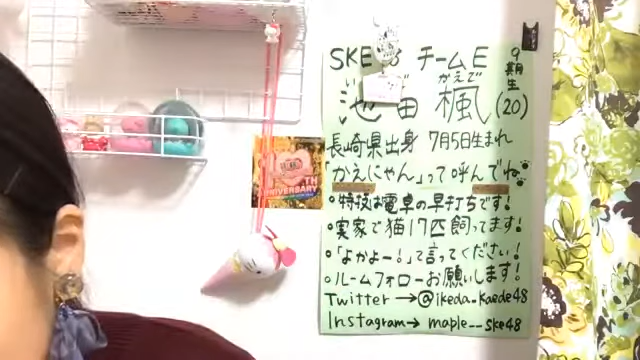 SKE48 チームE 9期生
いけだ かえで
池田 楓(20)
長崎県出身 7月5日生まれ
「かえにゃん」って呼んでね
○特技は電卓の早打ちです!
○実家で猫17匹飼ってます!
○「よかよー!」て言ってください!
○ルームフォローお願いします!
Twitter→@ikeda_kaede48
Instagram→maple__ske48
TH
ANNIVERSARY